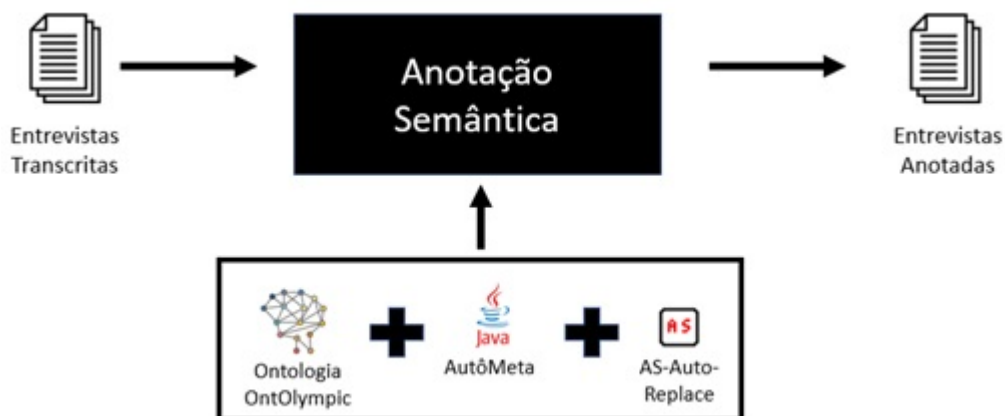 Entrevistas
Transcritas
Anotação
Semântica
Entrevistas
Anotadas
Ontologia
OntOlympic
Java
AutôMeta
AS
AS-Auto-
Replace